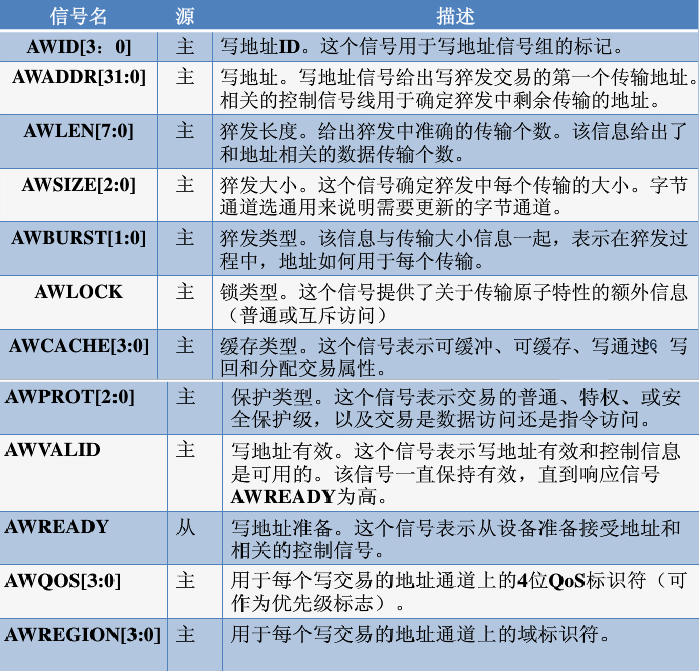 信号名 源 描述
AWID[3：0] 主 写地址ID。这个信号用于写地址信号组的标记。
AWADDR[31:0] 主 写地址。写地址信号给出写猝发交易的第一个传输地址。
相关的控制信号线用于确定猝发中剩余传输的地址。
AWLEN[7:0] 主 猝发长度。给出猝发中准确的传输个数。该信息给出了
和地址相关的数据传输个数。
AWSIZE[2:0] 主 猝发大小。这个信号确定猝发中每个传输的大小。字节
通道选通用来说明需要更新的字节通道。
AWBURST[1:0] 主 猝发类型。该信息与传输大小信息一起，表示在猝发过
程中，地址如何用于每个传输。
AWLOCK 主 锁类型。这个信号提供了关于传输原子特性的额外信息
（普通或互斥访问）
AWCACHE[3:0] 主 缓存类型。这个信号表示可缓冲、可缓存、写通过、写
36
回和分配交易属性。
AWPROT[2:0] 主 保护类型。这个信号表示交易的普通、特权、或安
全保护级，以及交易是数据访问还是指令访问。
AWVALID 主 写地址有效。这个信号表示写地址有效和控制信息
是可用的。该信号一直保持有效，直到响应信号
AWREADY为高。
AWREADY 从 写地址准备。这个信号表示从设备准备接受地址和
相关的控制信号。
AWQOS[3:0] 主 用于每个写交易的地址通道上的4位QoS标识符（可
作为优先级标志）。
AWREGION[3:0] 主 用于每个写交易的地址通道上的域标识符。